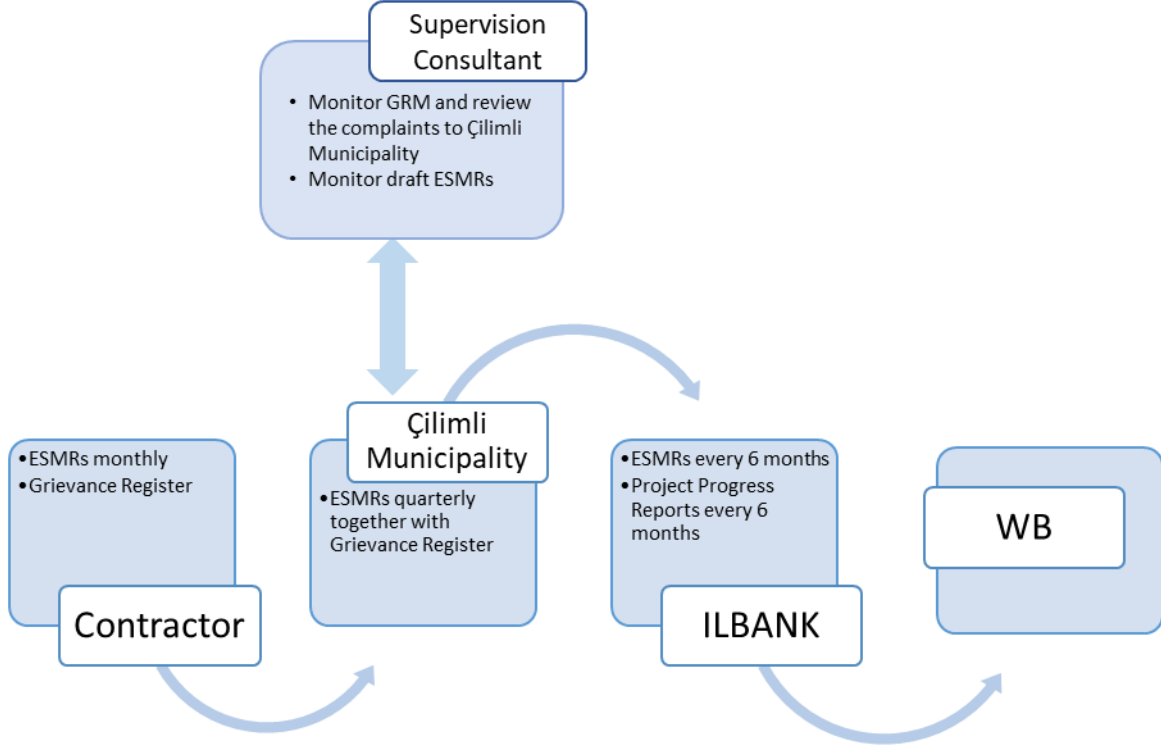 Supervision
Consultant
• Monitor GRM and review
the complaints to Çilimli
Municipality
• Monitor draft ESMRs
•ESMRs monthly
•Grievance Register
Contractor
Çilimli
Municipality
•ESMRs quarterly
together with
Grievance Register
•ESMRs every 6 months
•Project Progress
Reports every 6
months
ILBANK
WB